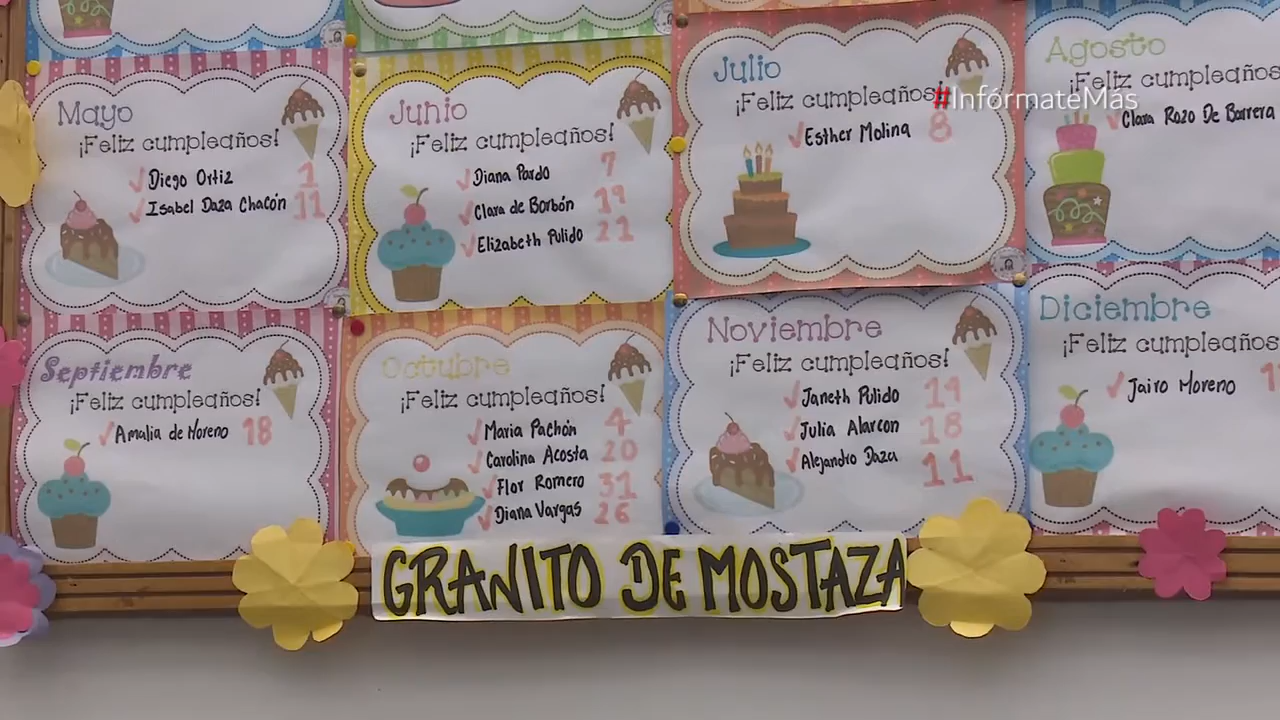 #InfórmateMás
Mayo
¡Feliz cumpleaños!
Diego Ortiz 1
Isabel Daza Chacón 11
Junio
¡Feliz cumpleaños!
Diana Pardo 7
Clara de Borbón 19
Elizabeth Pulido 21
Julio
¡Feliz cumpleaños!
Esther Molina 8
Agosto
¡Feliz cumpleaños
Clara Rozo De Barrera
Septiembre
¡Feliz cumpleaños!
Amalia de Moreno 18
Octubre
¡Feliz cumpleaños!
Maria Pachón 4
Carolina Acosta 20
Flor Romero 31
Diana Vargas 26
Noviembre
¡Feliz cumpleaños!
Janeth Pulido 19
Julia Alarcon 18
Alejandro Daza 11
Diciembre
¡Feliz cumpleaños
Jairo Moreno
GRANITO DE MOSTAZA